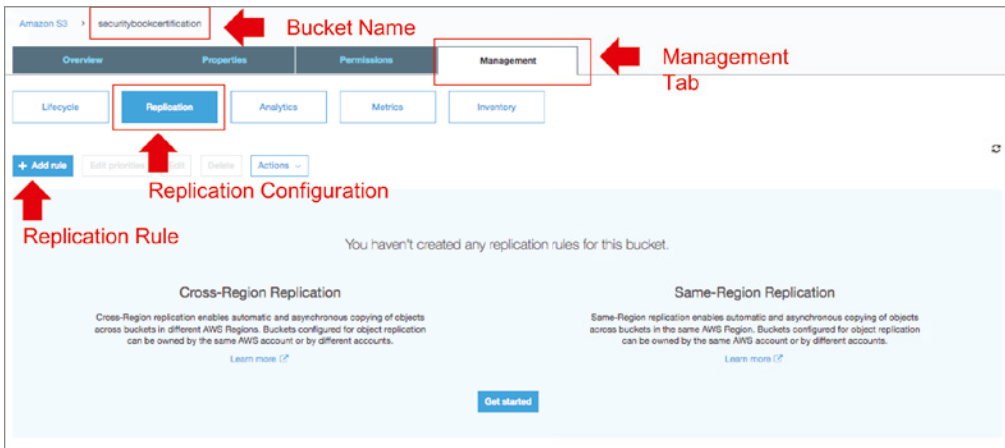 Amazon S3 > securitybookcertification
Bucket Name
Overview Properties Permissions Management
Management
Tab
Lifecycle Replication Analytics Metrics Inventory
+ Add rule Edit priorities Edit Delete Actions
Replication Configuration
Replication Rule
You haven't created any replication rules for this bucket.
Cross-Region Replication
Cross-Region replication enables automatic and asynchronous copying of objects
across buckets in different AWS Regions. Buckets configured for object replication
can be owned by the same AWS account or by different accounts.
Learn more
Same-Region Replication
Same-Region replication enables automatic and asynchronous copying of objects
across buckets in the same AWS Region. Buckets configured for object replication
can be owned by the same AWS account or by different accounts.
Learn more
Get started